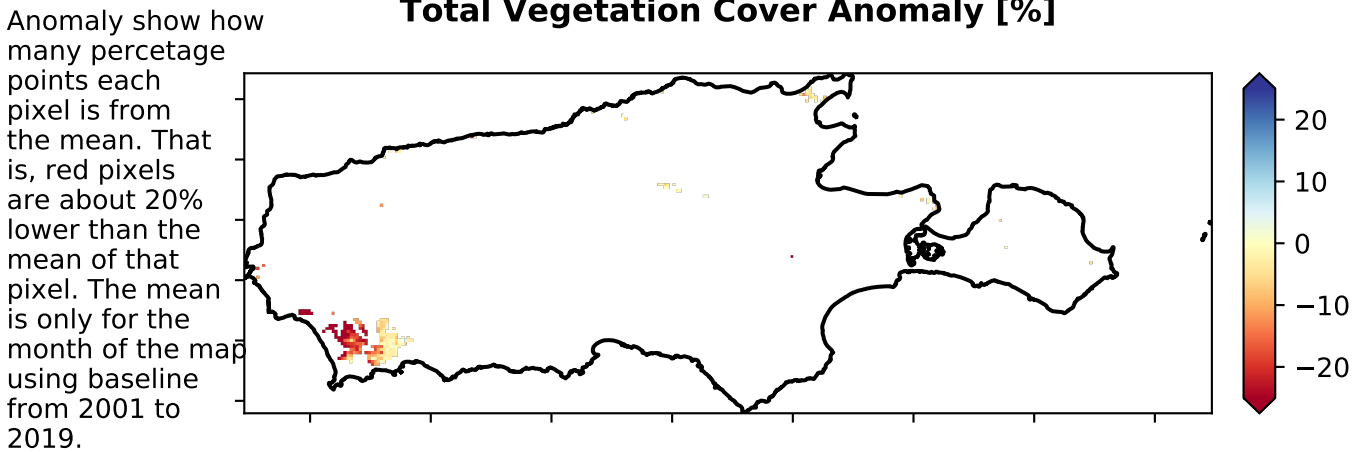 Total Vegetation Cover Anomaly [%]
Anomaly show how
many percetage
points each
pixel is from
the mean. That
is, red pixels
are about 20%
lower than the
mean of that
pixel. The mean
is only for the
month of the map
using baseline
from 2001 to
2019.
20
10
0
−10
−20